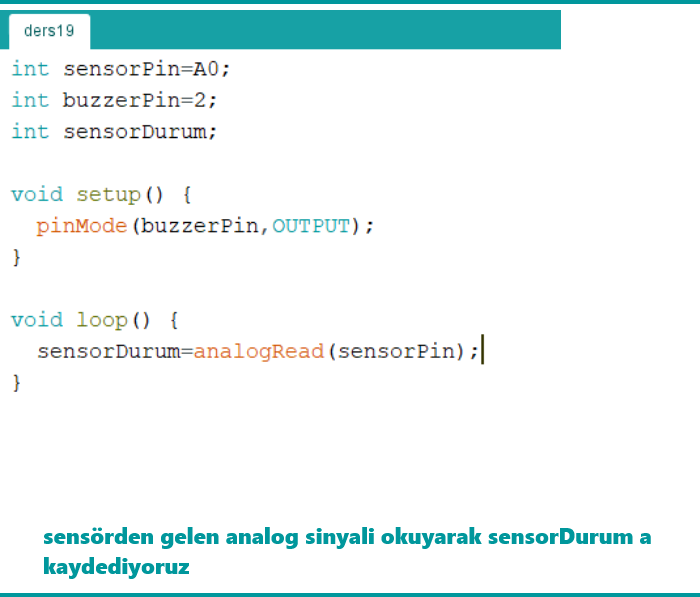 ders19
int sensorPin=A0;
int buzzerPin=2;
int sensorDurum;
void setup() {
  pinMode(buzzerPin,OUTPUT);
}
void loop() {
  sensorDurum=analogRead(sensorPin);
}
sensörden gelen analog sinyali okuyarak sensorDurum a
kaydediyoruz